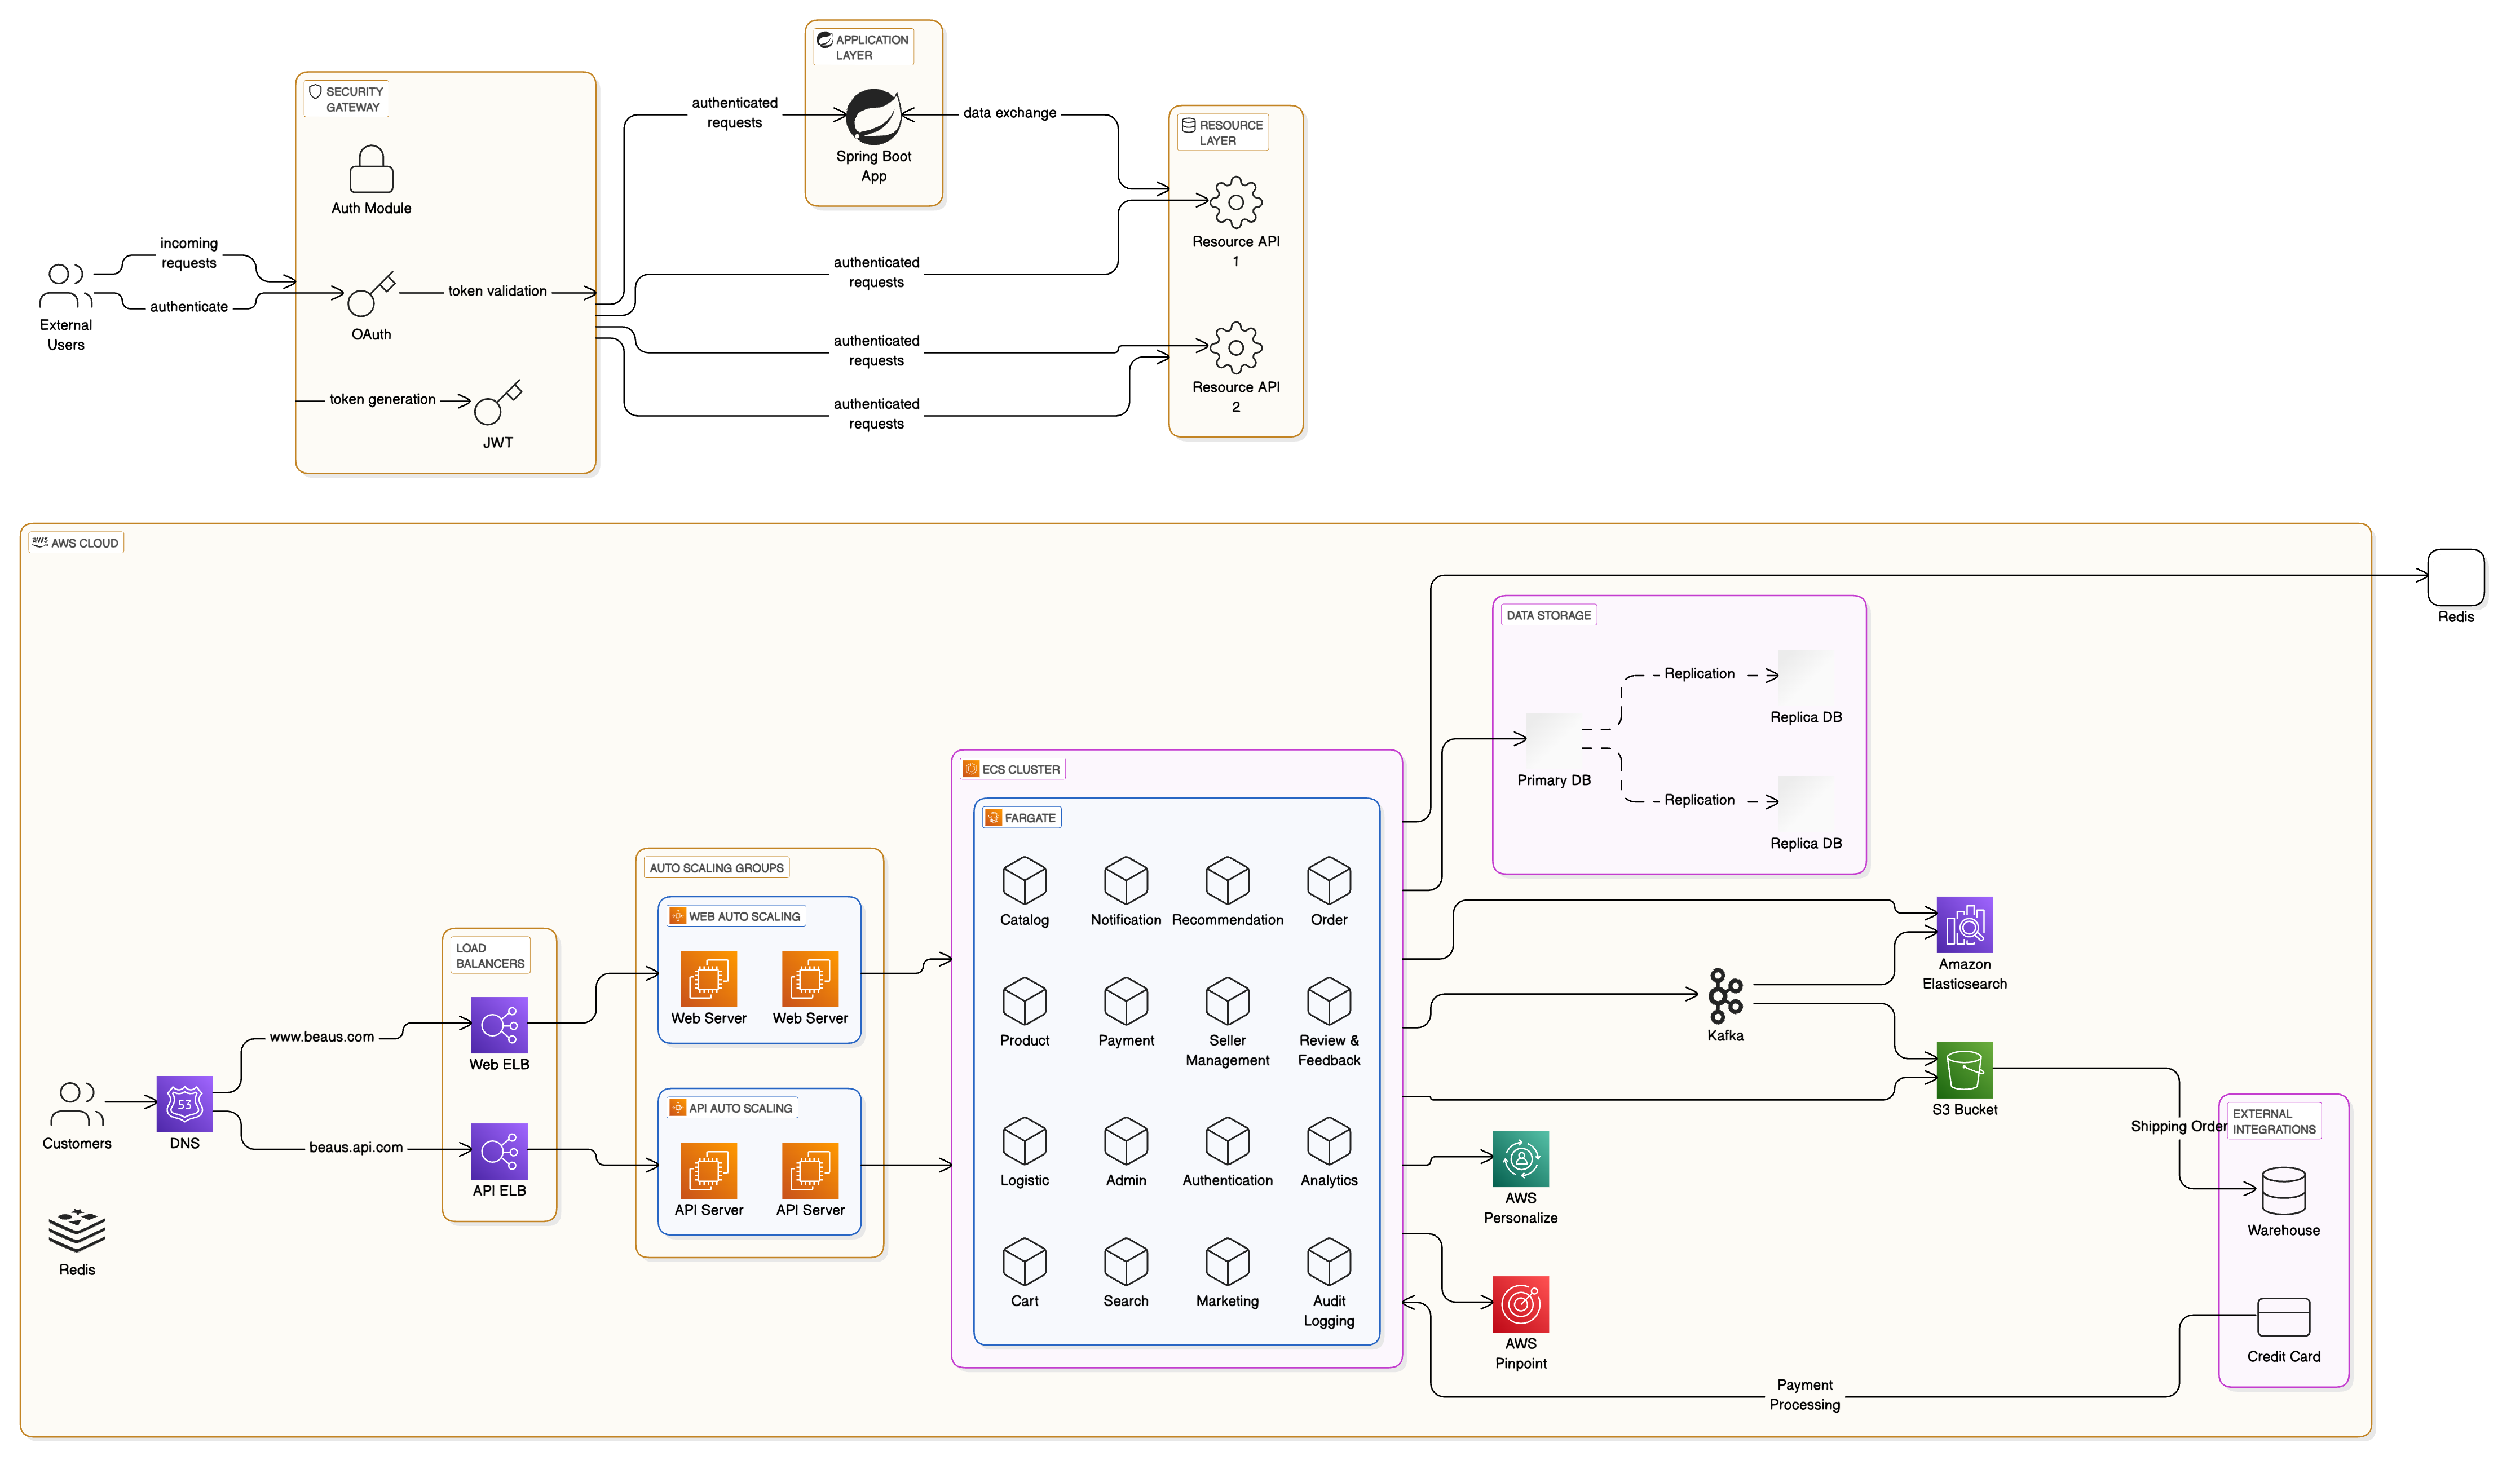 APPLICATION
LAYER
SECURITY
GATEWAY
authenticated
requests
data exchange
Spring Boot
App
RESOURCE
LAYER
Auth Module
incoming
requests
authenticate
External
Users
OAuth
token validation
token generation
JWT
authenticated
requests
authenticated
requests
authenticated
requests
Resource API
1
Resource API
2
aws
AWS CLOUD
Redis
DATA STORAGE
Replication
Replica DB
Primary DB
Replication
Replica DB
ECS CLUSTER
FARGATE
Catalog
Notification
Recommendation
Order
Product
Payment
Seller
Management
Review &
Feedback
Logistic
Admin
Authentication
Analytics
Cart
Search
Marketing
Audit
Logging
AUTO SCALING GROUPS
WEB AUTO SCALING
Web Server
Web Server
API AUTO SCALING
API Server
API Server
LOAD
BALANCERS
Web ELB
API ELB
www.beaus.com
beaus.api.com
Customers
53
DNS
Redis
Amazon
Elasticsearch
Kafka
S3 Bucket
AWS
Personalize
AWS
Pinpoint
Shipping Order
EXTERNAL
INTEGRATIONS
Warehouse
Credit Card
Payment
Processing